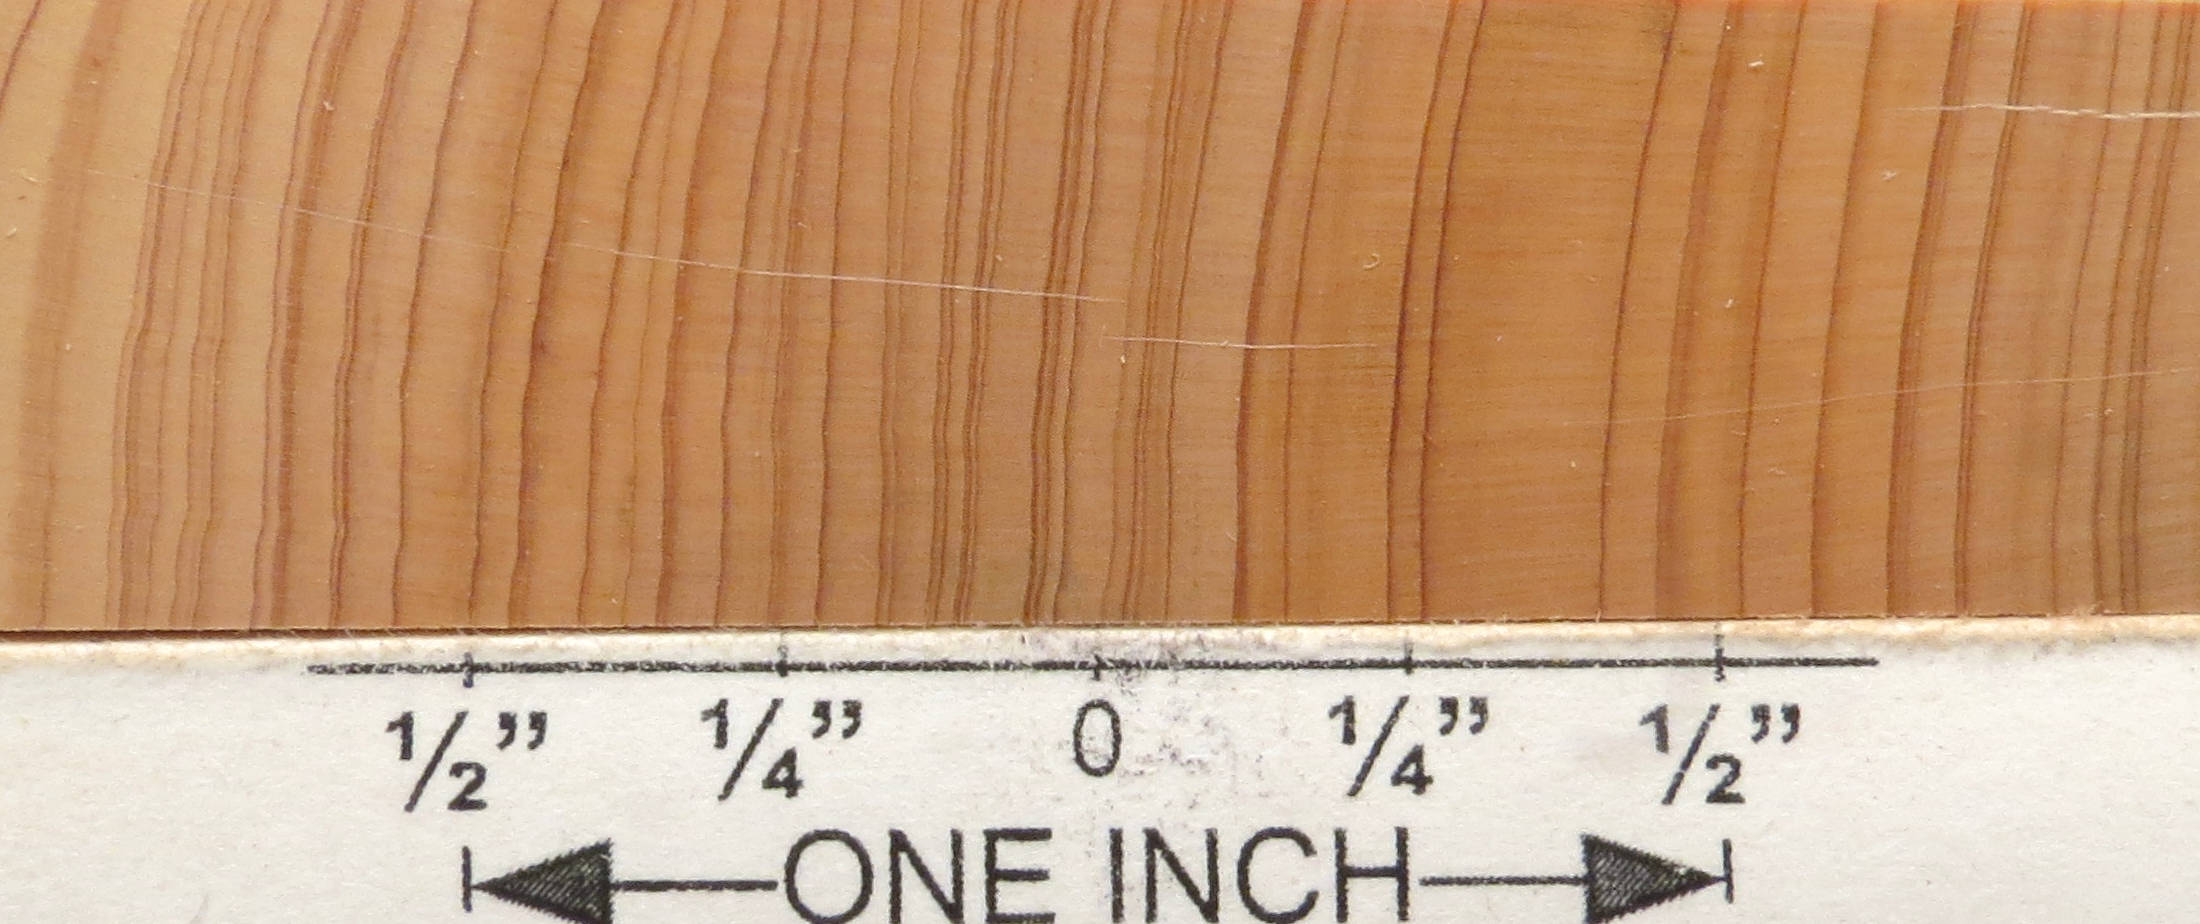 1/2” 1/4” 0 1/4” 1/2”
ONE INCH